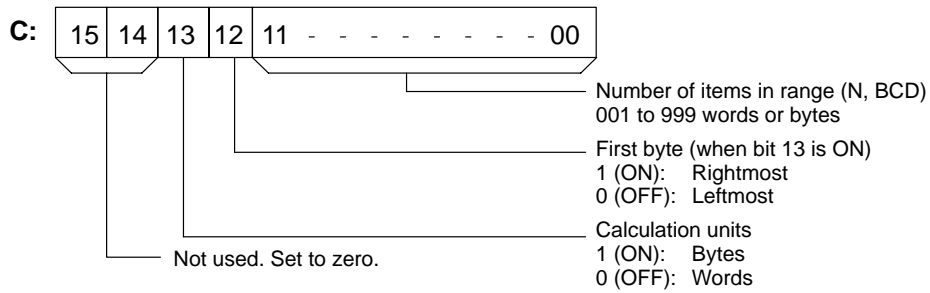 C: 15 14 13 12 11 - - - - - - - - 00
Number of items in range (N, BCD)
001 to 999 words or bytes
First byte (when bit 13 is ON)
1 (ON): Rightmost
0 (OFF): Leftmost
Calculation units
1 (ON): Bytes
0 (OFF): Words
Not used. Set to zero.